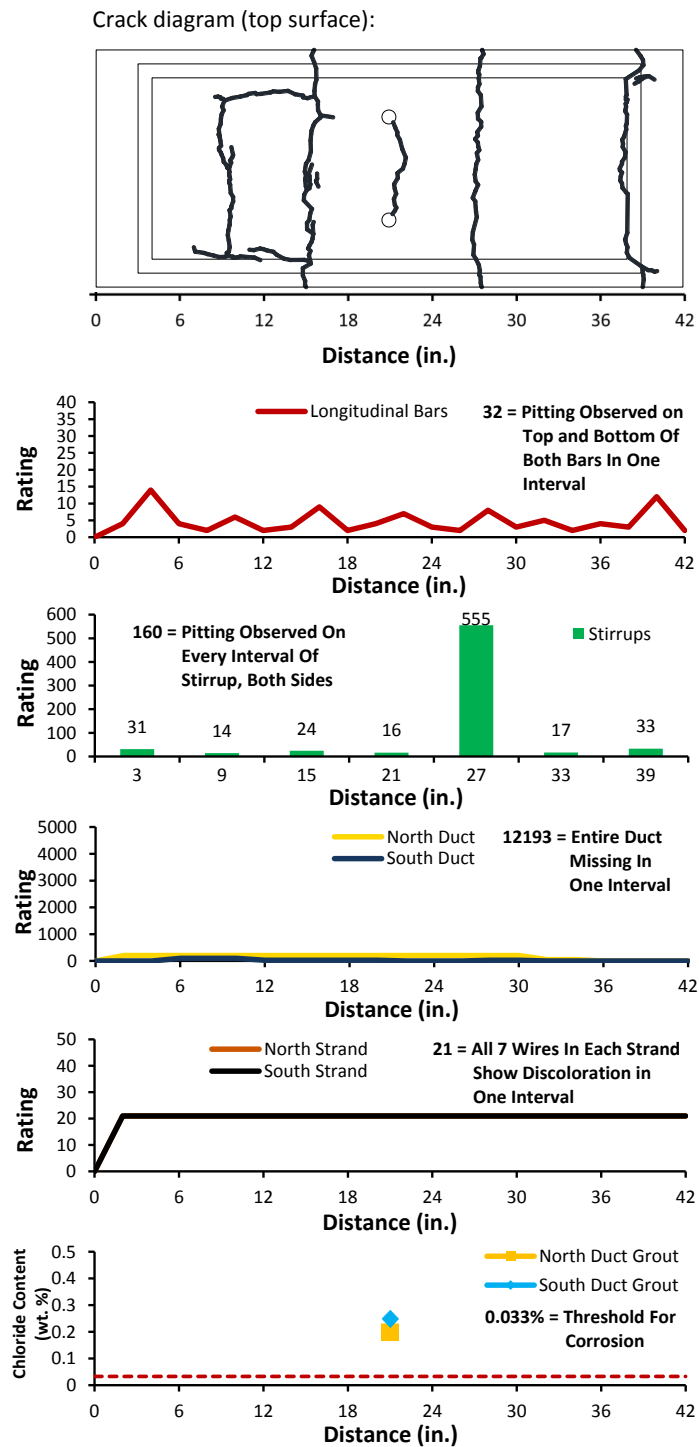 Crack diagram (top surface):
0 6 12 18 24 30 36 42
Distance (in.)
40
35
30
25
20
15
10
5
0
Rating
Longitudinal Bars
32 = Pitting Observed on
Top and Bottom Of
Both Bars In One
Interval
0 6 12 18 24 30 36 42
Distance (in.)
600
500
400
300
200
100
0
Rating
160 = Pitting Observed On
Every Interval Of
Stirrup, Both Sides
Stirrups
31 14 24 16 555 17 33
3 9 15 21 27 33 39
Distance (in.)
5000
4000
3000
2000
1000
0
Rating
North Duct
South Duct
12193 = Entire Duct
Missing In
One Interval
0 6 12 18 24 30 36 42
Distance (in.)
50
40
30
20
10
0
Rating
North Strand
South Strand
21 = All 7 Wires In Each Strand
Show Discoloration in
One Interval
0 6 12 18 24 30 36 42
Distance (in.)
0.5
0.4
0.3
0.2
0.1
0
Chloride Content
(wt. %)
North Duct Grout
South Duct Grout
0.033% = Threshold For
Corrosion
0 6 12 18 24 30 36 42
Distance (in.)